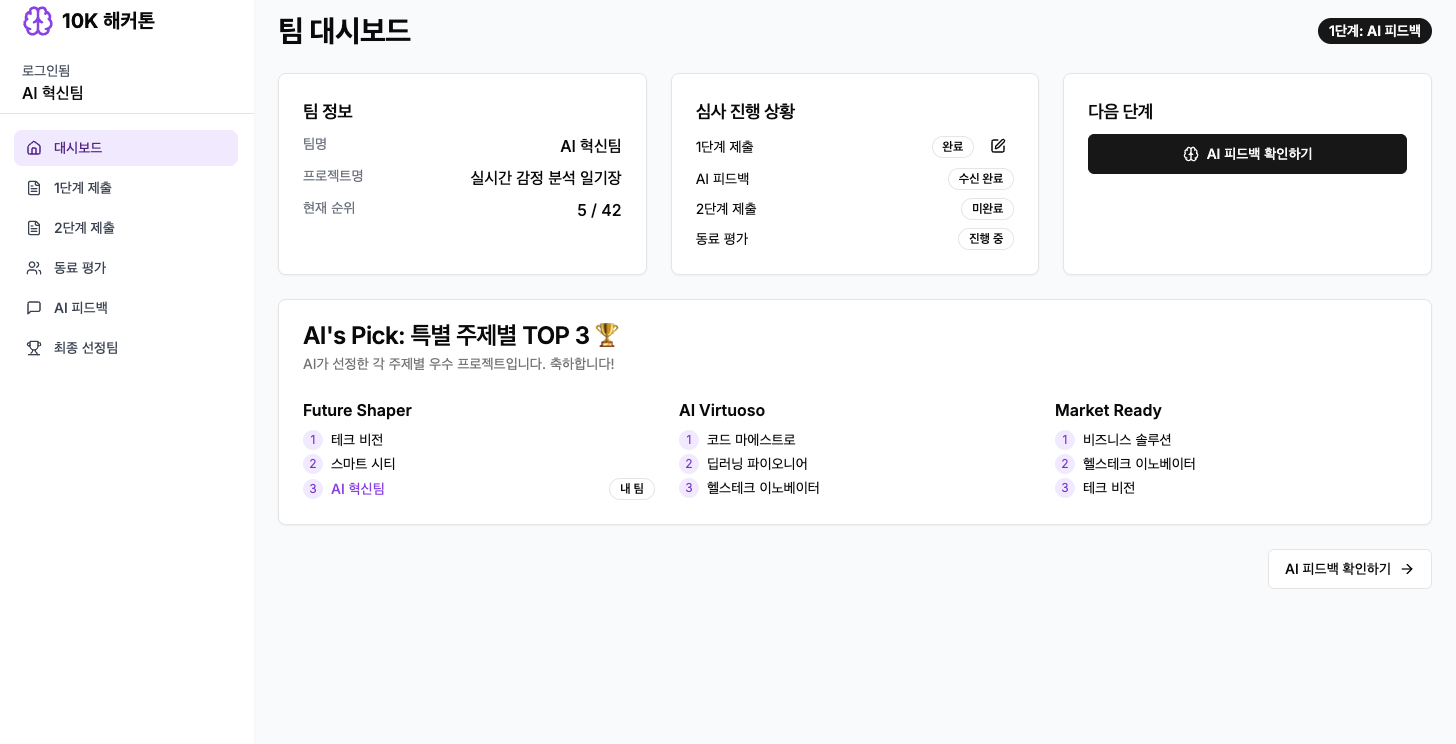 10K 해커톤
로그인됨
AI 혁신팀
대시보드
1단계 제출
2단계 제출
동료 평가
AI 피드백
최종 선정팀
팀 대시보드
1단계: AI 피드백
팀 정보
팀명 AI 혁신팀
프로젝트명 실시간 감정 분석 일기장
현재 순위 5 / 42
심사 진행 상황
1단계 제출 완료
AI 피드백 수신 완료
2단계 제출 미완료
동료 평가 진행 중
다음 단계
AI 피드백 확인하기
AI's Pick: 특별 주제별 TOP 3 🏆
AI가 선정한 각 주제별 우수 프로젝트입니다. 축하합니다!
Future Shaper
1 테크 비전
2 스마트 시티
3 AI 혁신팀 내 팀
AI Virtuoso
1 코드 마에스트로
2 딥러닝 파이오니어
3 헬스테크 이노베이터
Market Ready
1 비즈니스 솔루션
2 헬스테크 이노베이터
3 테크 비전
AI 피드백 확인하기 →